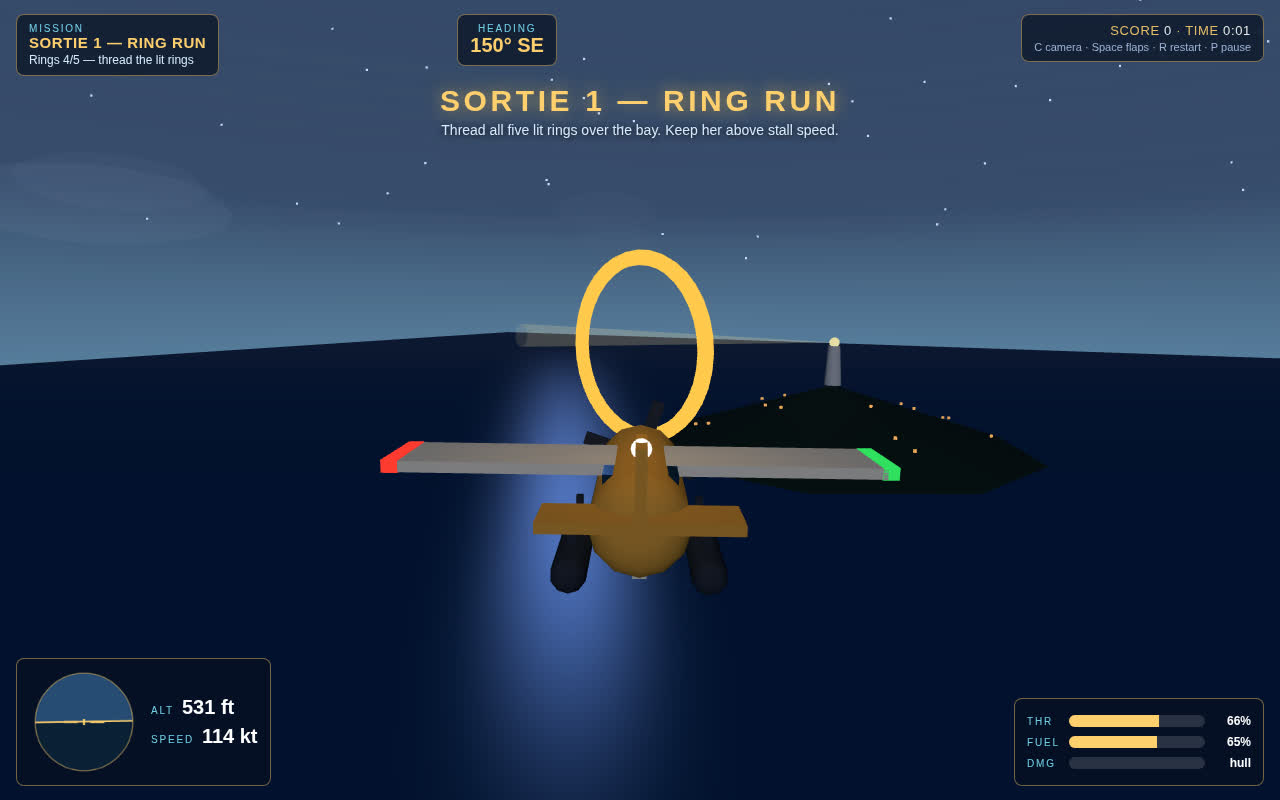 MISSION
SORTIE 1 — RING RUN
Rings 4/5 — thread the lit rings
HEADING
150° SE
SCORE 0 · TIME 0:01
C camera · Space flaps · R restart · P pause
SORTIE 1 — RING RUN
Thread all five lit rings over the bay. Keep her above stall speed.
ALT 531 ft
SPEED 114 kt
THR 66%
FUEL 65%
DMG hull